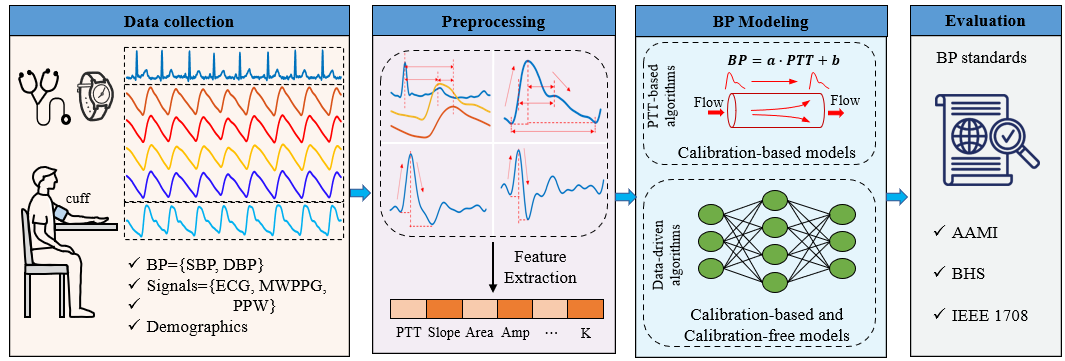 Data collection
cuff
✓ BP={SBP, DBP}
✓ Signals={ECG, MWPPG,
✓ PPW}
✓ Demographics
Preprocessing
Feature
Extraction
PTT Slope Area Amp ... K
BP Modeling
PTT-based
algorithms
BP = a · PTT + b
Flow
Flow
Calibration-based models
Data-driven
algorithms
Calibration-based and
Calibration-free models
Evaluation
BP standards
✓ AAMI
✓ BHS
✓ IEEE 1708